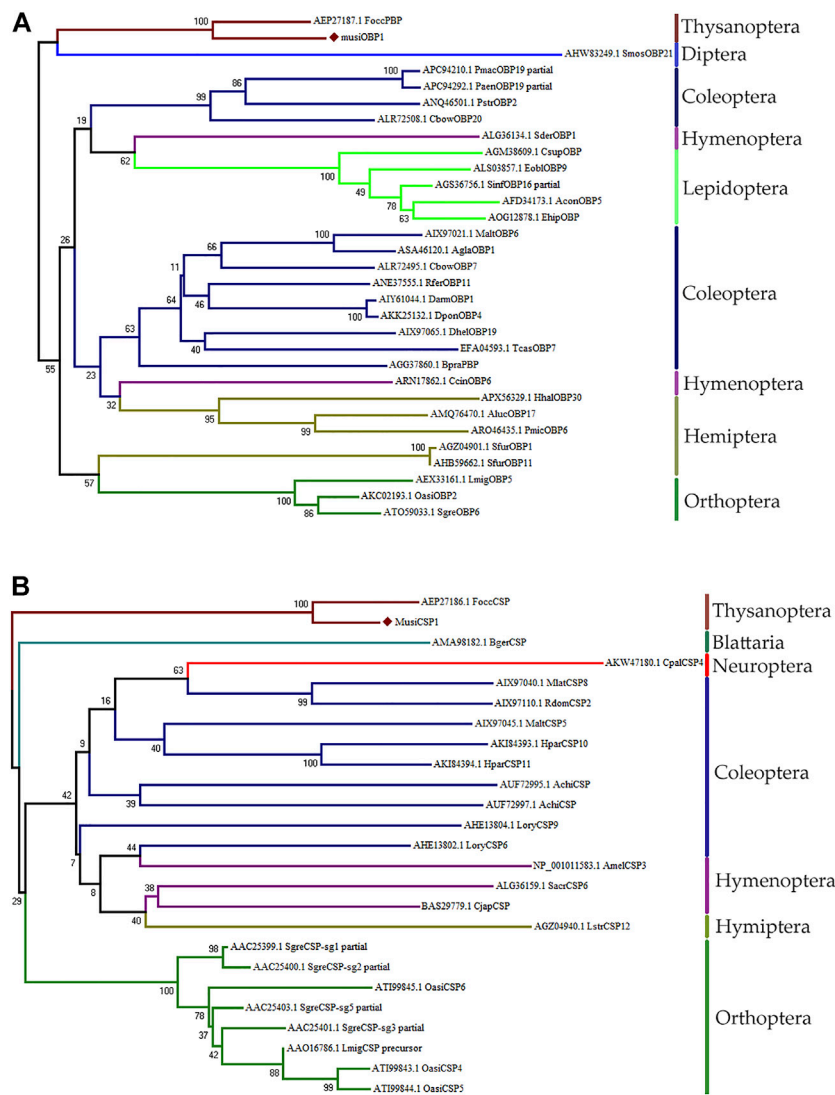 A
100
AEP27187.1 FoccPBP
musiOBP1
Thysanoptera
AHW83249.1 SmosOBP21
Diptera
APC94210.1 PmacOBP19 partial
100
86
APC94292.1 PaenOBP19 partial
99
ANQ46501.1 PstrOBP2
Coleoptera
19
ALR72508.1 CbowOBP20
ALG36134.1 SderOBP1
Hymenoptera
62
AGM38609.1 CsupOBP
100
ALS03857.1 EoblOBP9
49
AGS36756.1 SinfOBP16 partial
Lepidoptera
78
AFD34173.1 AconOBP5
63
AOG12878.1 EhipOBP
26
AIX97021.1 MaltOBP6
100
66
ASA46120.1 AglaOBP1
11
ALR72495.1 CbowOBP7
ANE37555.1 RferOBP11
64
46
AIY61044.1 DarmOBP1
Coleoptera
100
AKK25132.1 DponOBP4
63
AIX97065.1 DhelOBP19
40
EFA04593.1 TcasOBP7
55
23
AGG37860.1 BpraPBP
ARN17862.1 CcinOBP6
Hymenoptera
32
APX56329.1 HhalOBP30
95
AMQ76470.1 AlucOBP17
99
ARO46435.1 PmicOBP6
Hemiptera
AGZ04901.1 SfurOBP1
100
AHB59662.1 SfurOBP11
57
AEX33161.1 LmigOBP5
100
AKC02193.1 OasiOBP2
Orthoptera
86
ATO59033.1 SgreOBP6
B
AEP27186.1 FoccCSP
100
Thysanoptera
MusiCSP1
AMA98182.1 BgerCSP
Blattaria
63
AKW47180.1 CpalCSP4
Neuroptera
AIX97040.1 MlatCSP8
16
99
AIX97110.1 RdomCSP2
AIX97045.1 MaltCSP5
9
40
AKI84393.1 HparCSP10
100
AKI84394.1 HparCSP11
Coleoptera
AUF72995.1 AchiCSP
42
39
AUF72997.1 AchiCSP
AHE13804.1 LoryCSP9
7
44
AHE13802.1 LoryCSP6
NP_001011583.1 AmelCSP3
8
38
ALG36159.1 SacrCSP6
Hymenoptera
29
BAS29779.1 CjapCSP
40
AGZ04940.1 LstrCSP12
Hymiptera
98
AAC25399.1 SgreCSP-sg1 partial
AAC25400.1 SgreCSP-sg2 partial
100
ATI99845.1 OasiCSP6
78
AAC25403.1 SgreCSP-sg5 partial
37
AAC25401.1 SgreCSP-sg3 partial
Orthoptera
42
AAO16786.1 LmigCSP precursor
88
ATI99843.1 OasiCSP4
99
ATI99844.1 OasiCSP5